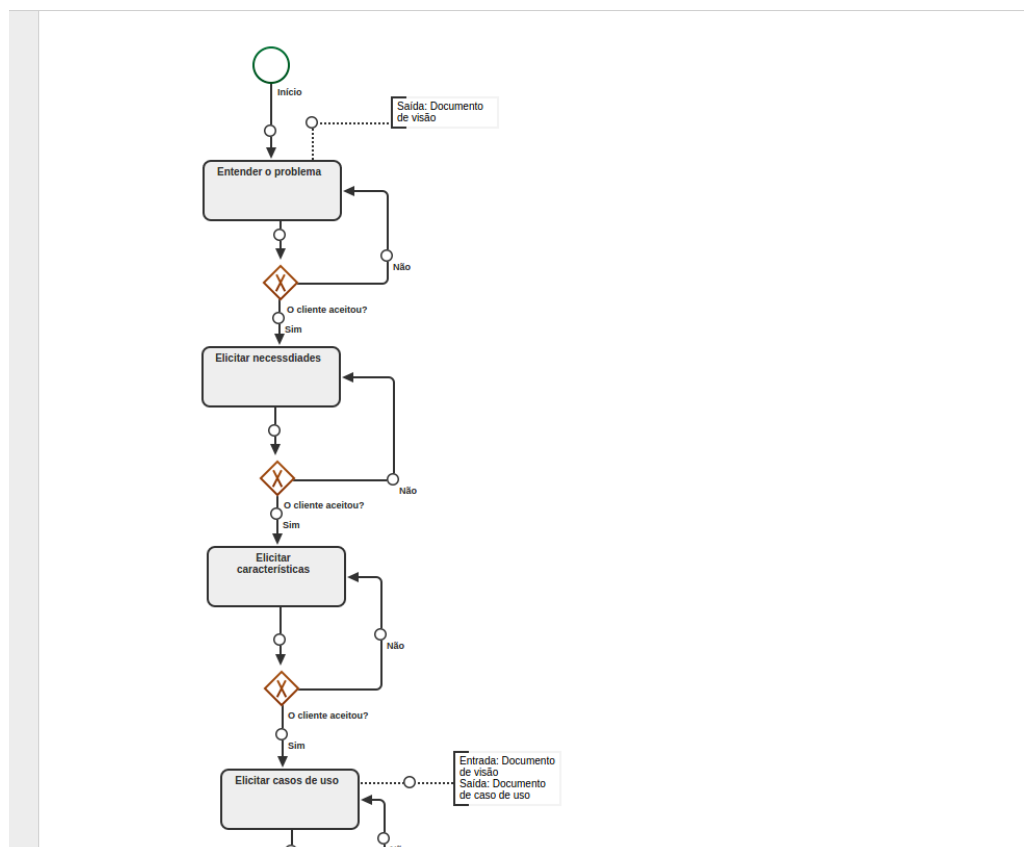 Início
Saída: Documento
de visão
Entender o problema
Não
O cliente aceitou?
Sim
Elicitar necessdiades
Não
O cliente aceitou?
Sim
Elicitar
características
Não
O cliente aceitou?
Sim
Elicitar casos de uso
Entrada: Documento
de visão
Saída: Documento
de caso de uso